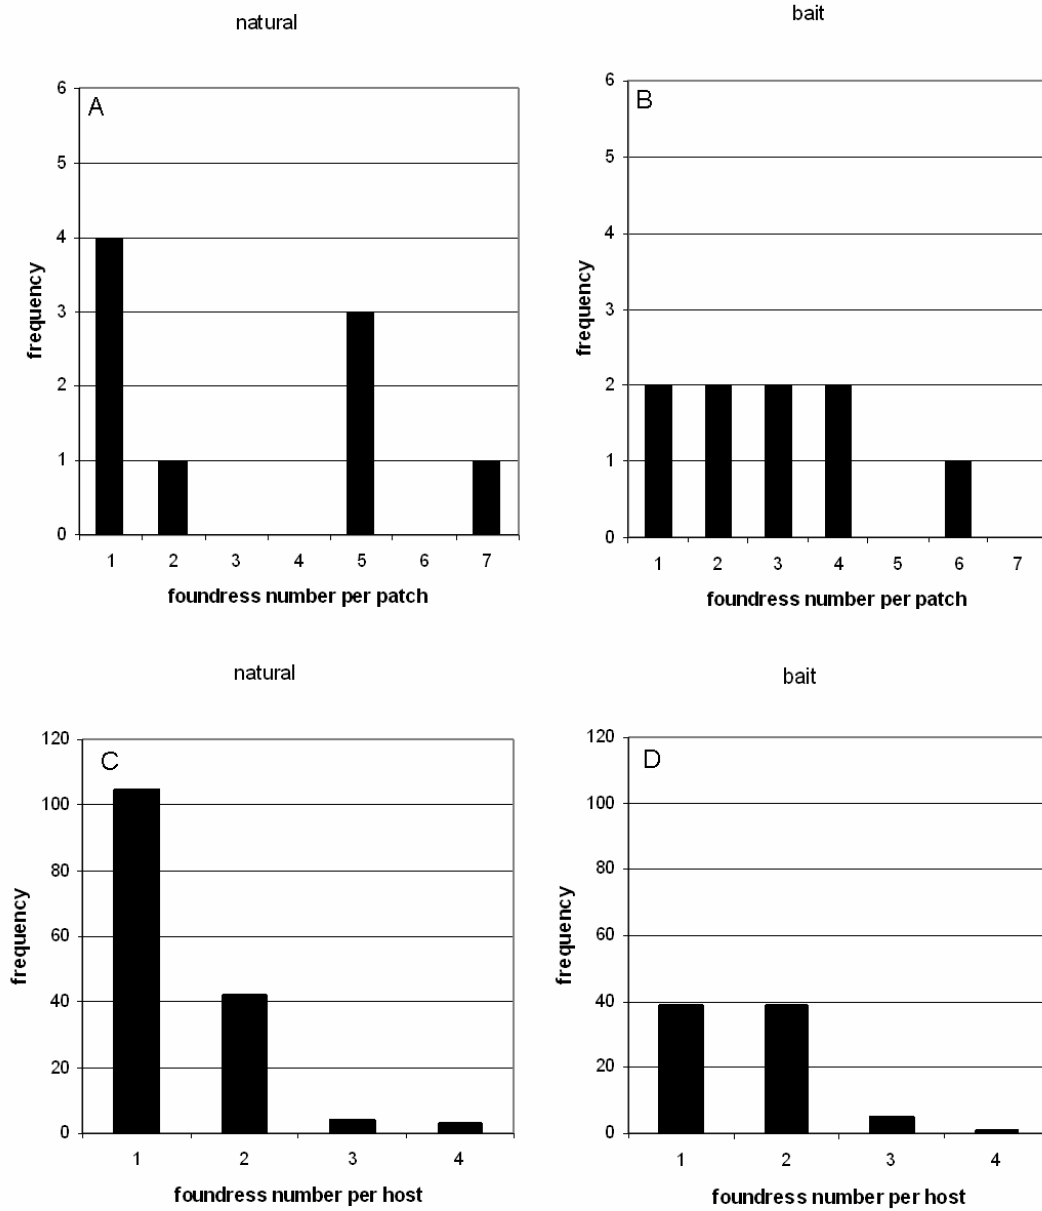 natural
bait
A
6
5
4
3
2
1
0
frequency
1 2 3 4 5 6 7
foundress number per patch
B
6
5
4
3
2
1
0
frequency
1 2 3 4 5 6 7
foundress number per patch
natural
bait
C
120
100
80
60
40
20
0
frequency
1 2 3 4
foundress number per host
D
120
100
80
60
40
20
0
frequency
1 2 3 4
foundress number per host